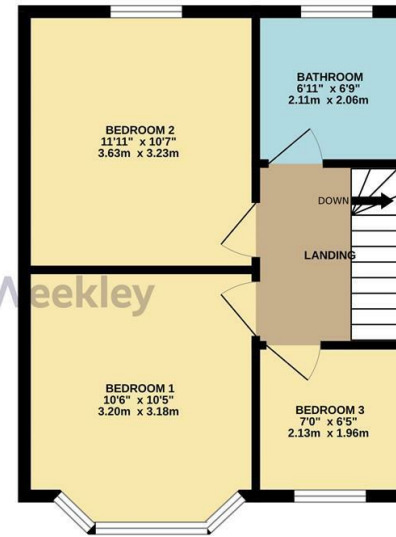 BATHROOM
6'11" x 6'9"
2.11m x 2.06m
BEDROOM 2
11'11" x 10'7"
3.63m x 3.23m
DOWN
LANDING
Weekley
BEDROOM 1
10'6" x 10'5"
3.20m x 3.18m
BEDROOM 3
7'0" x 6'5"
2.13m x 1.96m